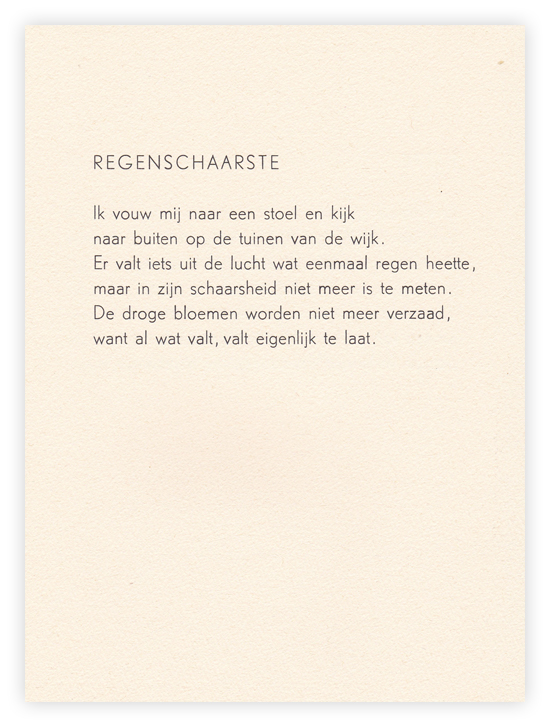 REGENSCHAARSTE
Ik vouw mij naar een stoel en kijk
naar buiten op de tuinen van de wijk.
Er valt iets uit de lucht wat eenmaal regen heette,
maar in zijn schaarsheid niet meer is te meten.
De droge bloemen worden niet meer verzaad,
want al wat valt, valt eigenlijk te laat.